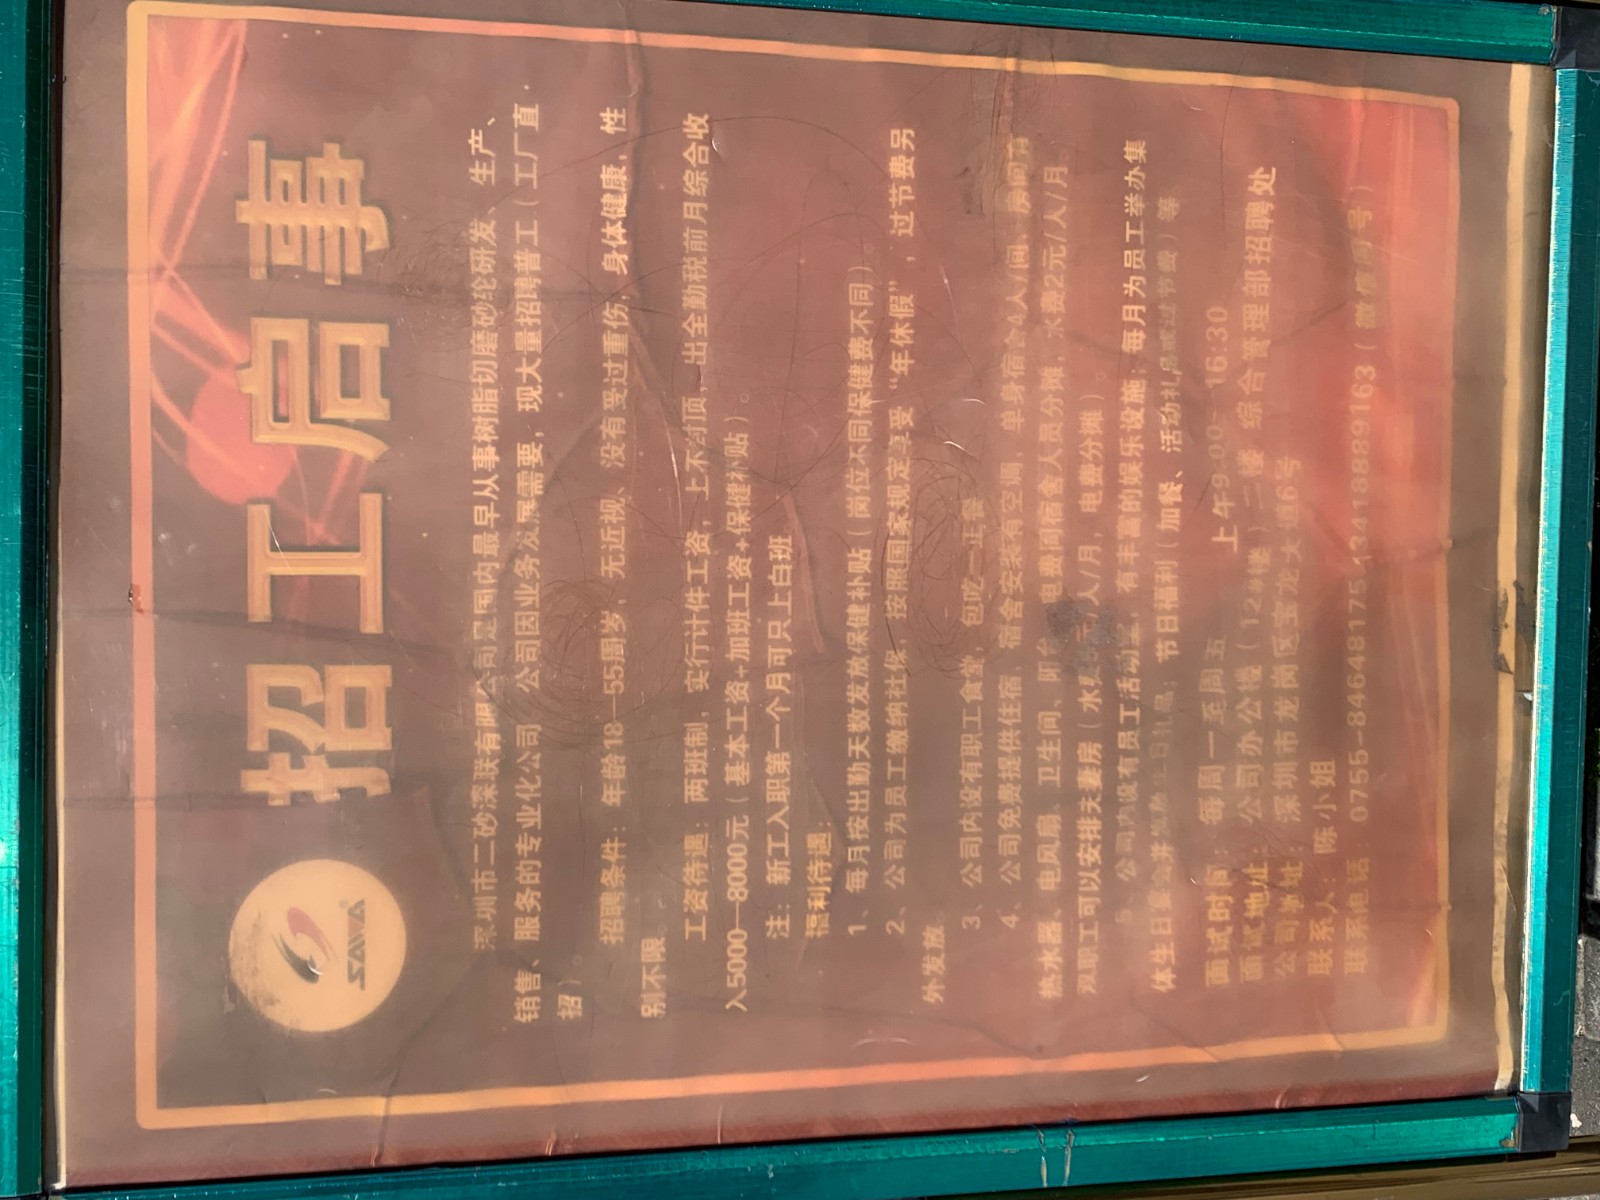 SAWA
招工启事
深圳市二砂深联有限公司是国内最早从事树脂切磨砂轮研发、生产、
销售、服务的专业化公司 公司因业务发展需要，现大量招聘普工（工厂直
招）。
招聘条件：年龄18—55周岁，无近视、没有受过重伤，身体健康，性
别不限
工资待遇：两班制，实行计件工资，上不封顶，出全勤税前月综合收
入5000—8000元（基本工资+加班工资+保健补贴）。
注：新工入职第一个月可只上白班
福利待遇：
1、每月按出勤天数发放保健补贴（岗位不同保健费不同）
2、公司为员工缴纳社保，按照国家规定享受“年休假”，过节费另
外发放
3、公司内设有职工食堂，包吃一正餐
4、公司免费提供住宿，宿舍安装有空调，单身宿舍4人/间 房间有
热水器、电风扇、卫生间、阳台 电费间宿舍人员分摊，水费2元/人/月
双职工可以安排夫妻房（水费 元/人/月，电费分摊）
5、公司内设有员工活动室，有丰富的娱乐设施；每月为员工举办集
体生日 生日礼品；节日福利（加餐、活动礼品或过节费）等
面试时间：每周一至周五 上午9:00 16:30
面试地址：公司办公楼（12#楼）二楼 综合管理部招聘处
公司地址：深圳市龙岗区宝龙大道6号
联系人：陈小姐
联系电话：0755-84648175 13418889163（微信同号）